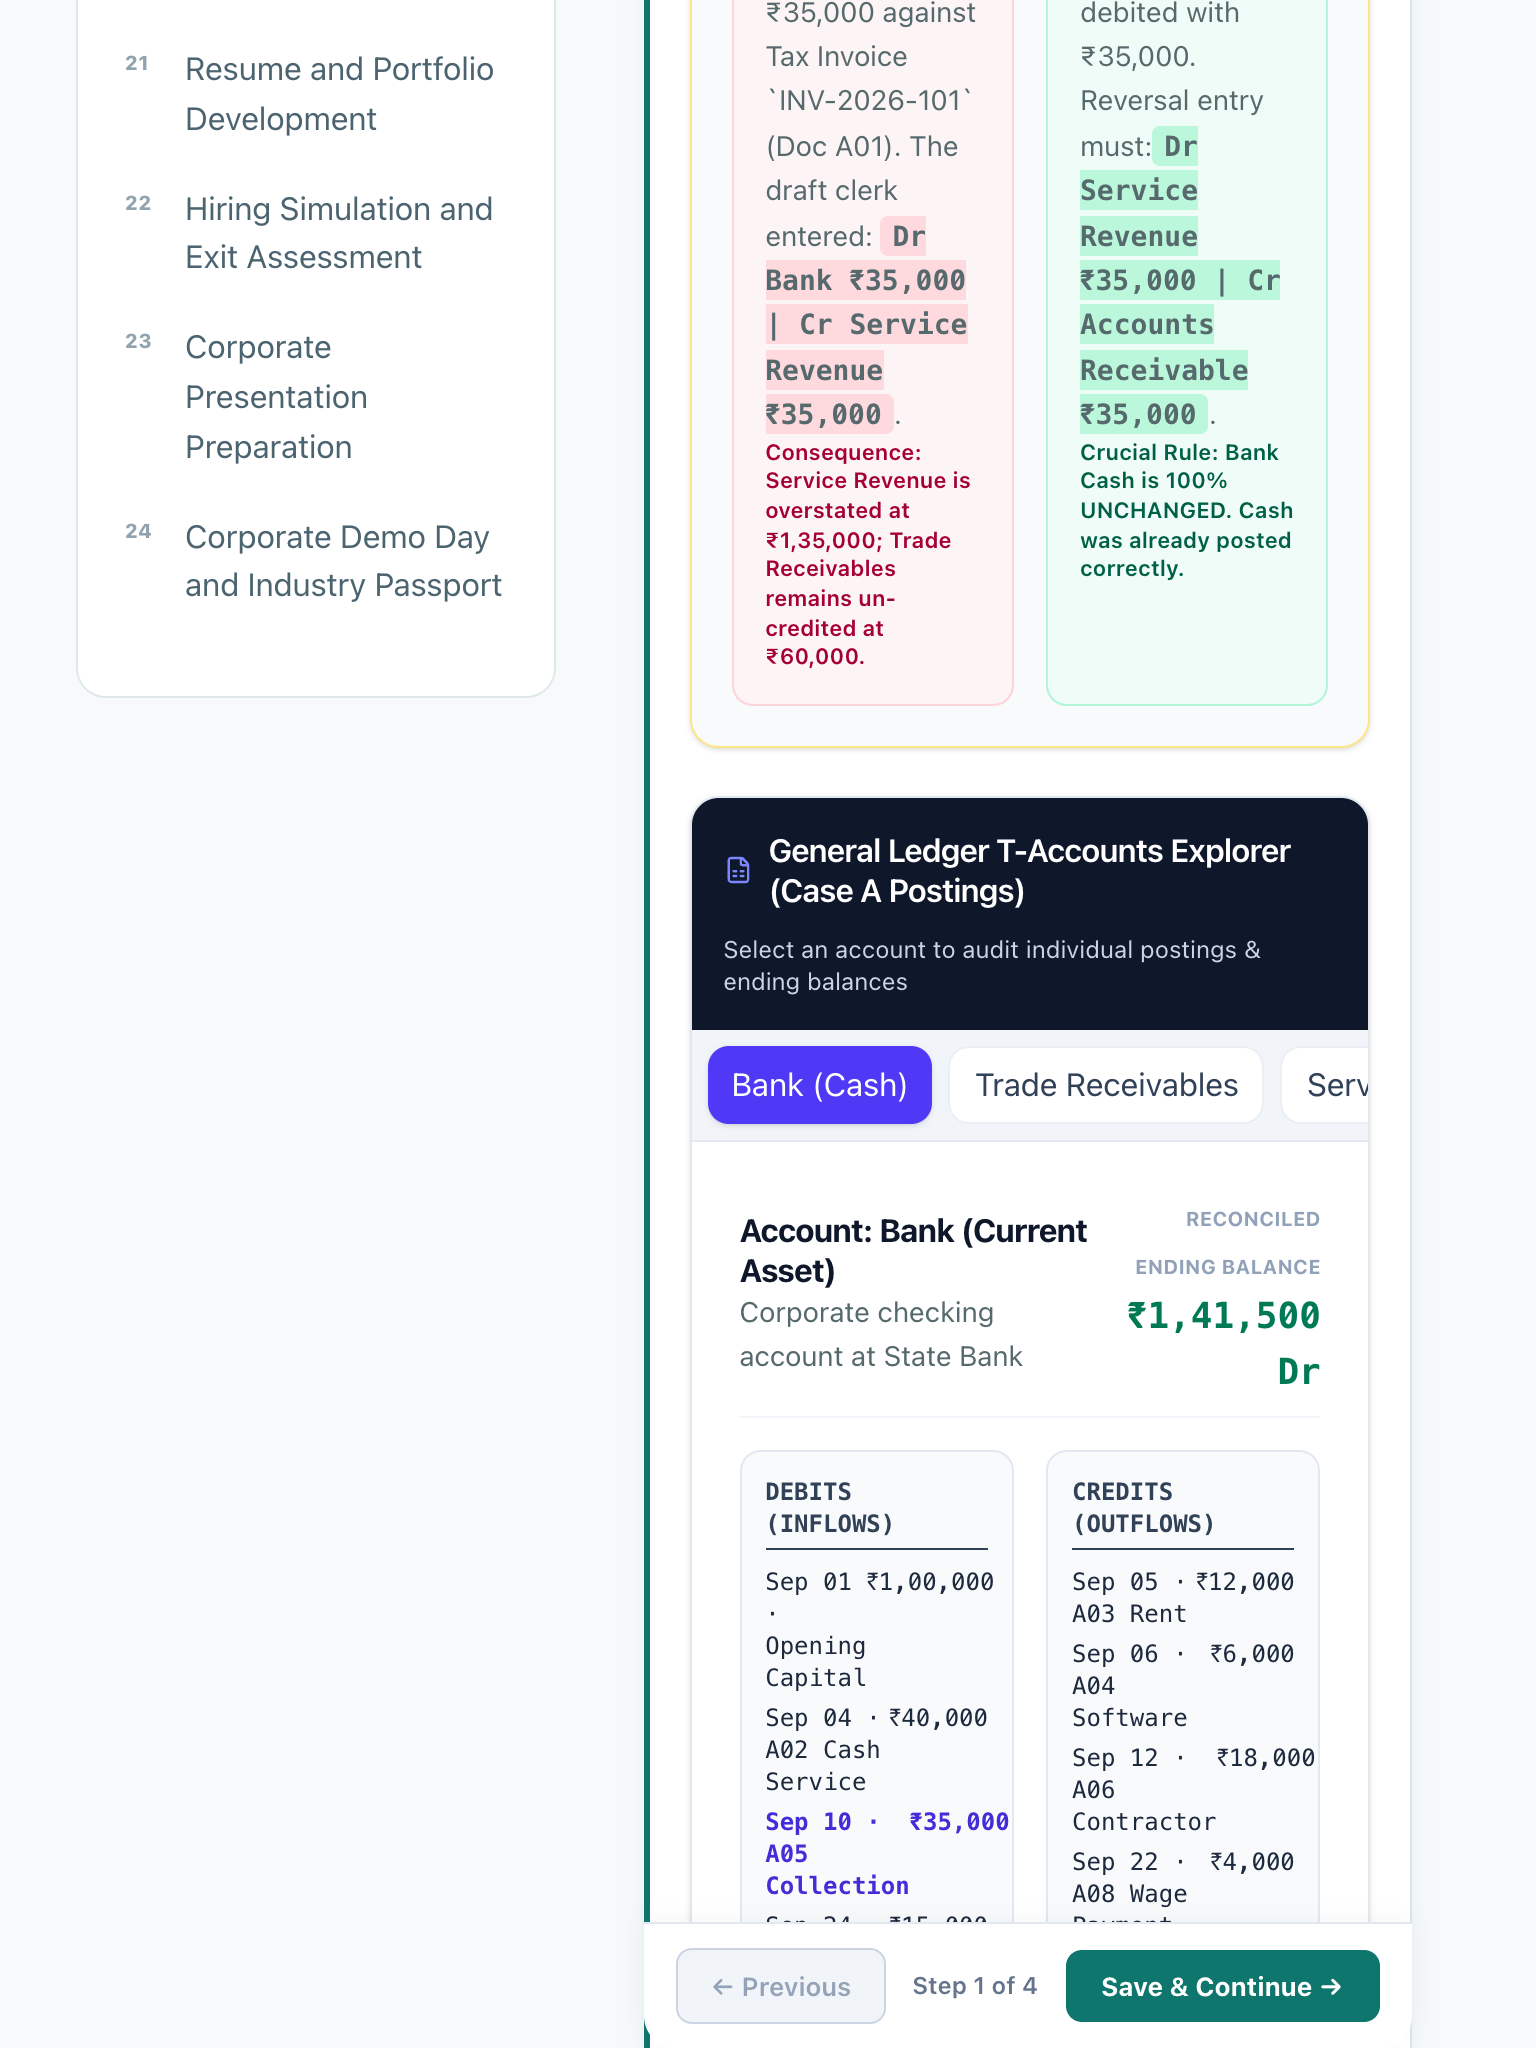 21 Resume and Portfolio
Development
22 Hiring Simulation and
Exit Assessment
23 Corporate
Presentation
Preparation
24 Corporate Demo Day
and Industry Passport
₹35,000 against
Tax Invoice
`INV-2026-101`
(Doc A01). The
draft clerk
entered: Dr
Bank ₹35,000
| Cr Service
Revenue
₹35,000 .
Consequence:
Service Revenue is
overstated at
₹1,35,000; Trade
Receivables
remains un-
credited at
₹60,000.
debited with
₹35,000.
Reversal entry
must: Dr
Service
Revenue
₹35,000 | Cr
Accounts
Receivable
₹35,000 .
Crucial Rule: Bank
Cash is 100%
UNCHANGED. Cash
was already posted
correctly.
General Ledger T-Accounts Explorer
(Case A Postings)
Select an account to audit individual postings &
ending balances
Bank (Cash) Trade Receivables Serv
Account: Bank (Current
Asset)
Corporate checking
account at State Bank
RECONCILED
ENDING BALANCE
₹1,41,500
Dr
DEBITS
(INFLOWS)
Sep 01 ₹1,00,000
·
Opening
Capital
Sep 04 · ₹40,000
A02 Cash
Service
Sep 10 · ₹35,000
A05
Collection
CREDITS
(OUTFLOWS)
Sep 05 · ₹12,000
A03 Rent
Sep 06 · ₹6,000
A04
Software
Sep 12 · ₹18,000
A06
Contractor
Sep 22 · ₹4,000
A08 Wage
← Previous Step 1 of 4 Save & Continue →